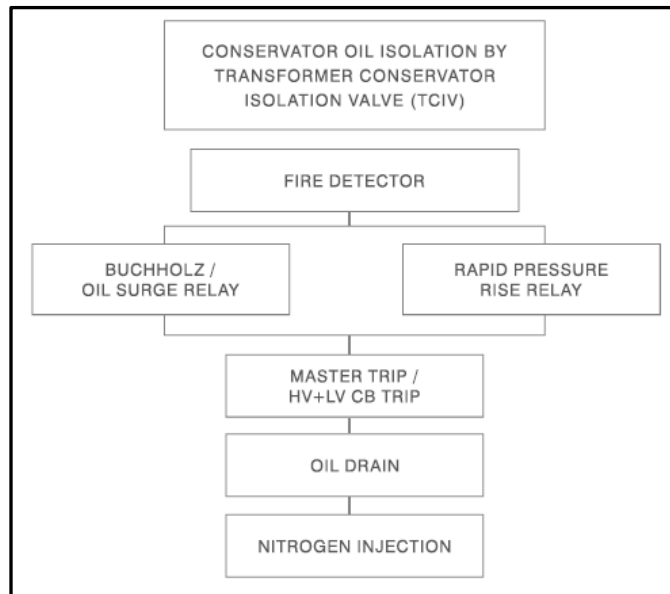 CONSERVATOR OIL ISOLATION BY
TRANSFORMER CONSERVATOR
ISOLATION VALVE (TCIV)
FIRE DETECTOR
BUCHHOLZ /
OIL SURGE RELAY
RAPID PRESSURE
RISE RELAY
MASTER TRIP /
HV+LV CB TRIP
OIL DRAIN
NITROGEN INJECTION